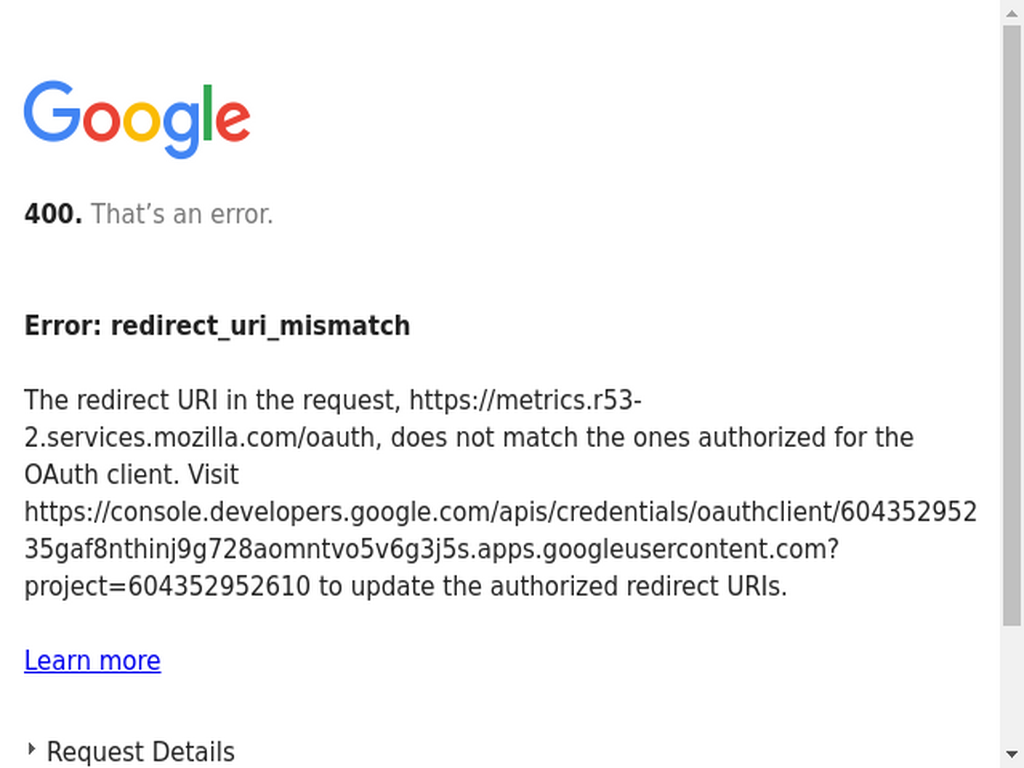 Google
400. That’s an error.
Error: redirect_uri_mismatch
The redirect URI in the request, https://metrics.r53-
2.services.mozilla.com/oauth, does not match the ones authorized for the
OAuth client. Visit
https://console.developers.google.com/apis/credentials/oauthclient/604352952
35gaf8nthinj9g728aomntvo5v6g3j5s.apps.googleusercontent.com?
project=604352952610 to update the authorized redirect URIs.
Learn more
Request Details